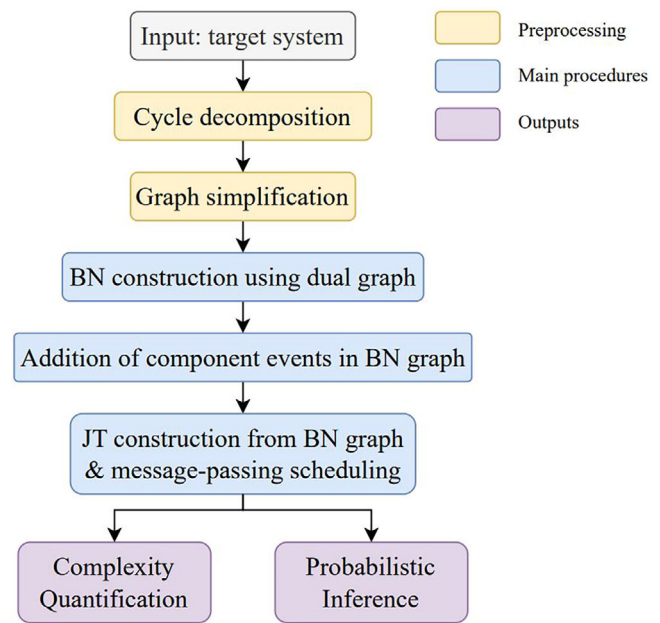 Input: target system
Cycle decomposition
Graph simplification
BN construction using dual graph
Addition of component events in BN graph
JT construction from BN graph
& message-passing scheduling
Complexity
Quantification
Probabilistic
Inference
Preprocessing
Main procedures
Outputs